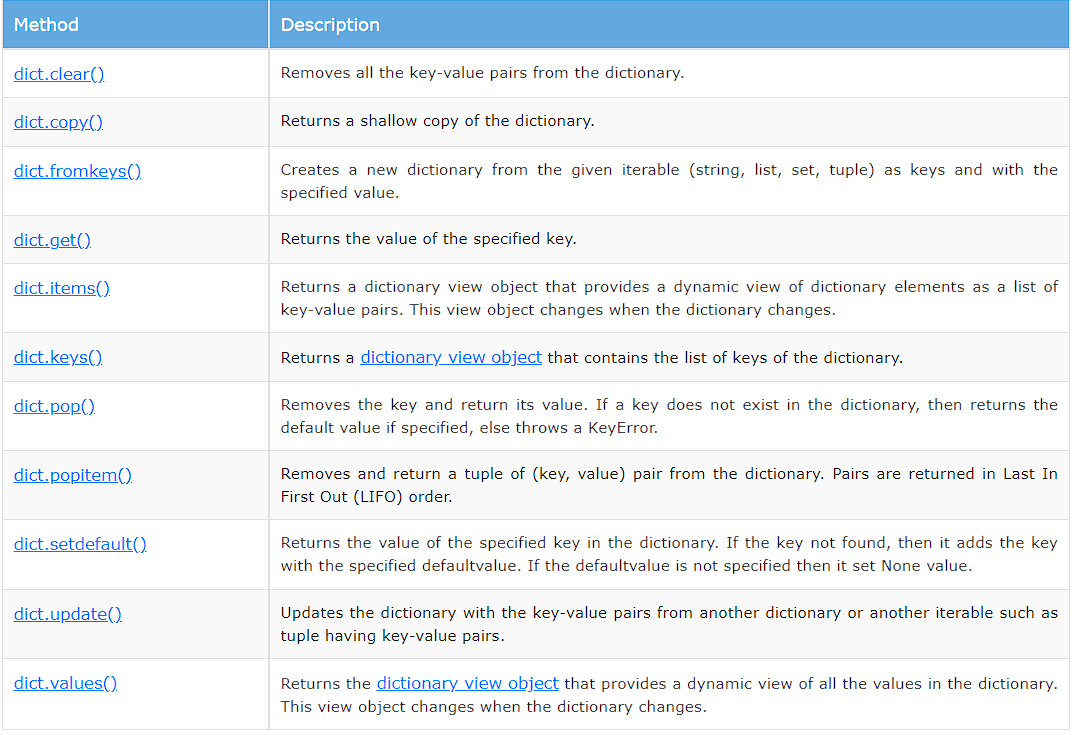 Method Description
dict.clear() Removes all the key-value pairs from the dictionary.
dict.copy() Returns a shallow copy of the dictionary.
dict.fromkeys() Creates a new dictionary from the given iterable (string, list, set, tuple) as keys and with the
specified value.
dict.get() Returns the value of the specified key.
dict.items() Returns a dictionary view object that provides a dynamic view of dictionary elements as a list of
key-value pairs. This view object changes when the dictionary changes.
dict.keys() Returns a dictionary view object that contains the list of keys of the dictionary.
dict.pop() Removes the key and return its value. If a key does not exist in the dictionary, then returns the
default value if specified, else throws a KeyError.
dict.popitem() Removes and return a tuple of (key, value) pair from the dictionary. Pairs are returned in Last In
First Out (LIFO) order.
dict.setdefault() Returns the value of the specified key in the dictionary. If the key not found, then it adds the key
with the specified defaultvalue. If the defaultvalue is not specified then it set None value.
dict.update() Updates the dictionary with the key-value pairs from another dictionary or another iterable such as
tuple having key-value pairs.
dict.values() Returns the dictionary view object that provides a dynamic view of all the values in the dictionary.
This view object changes when the dictionary changes.